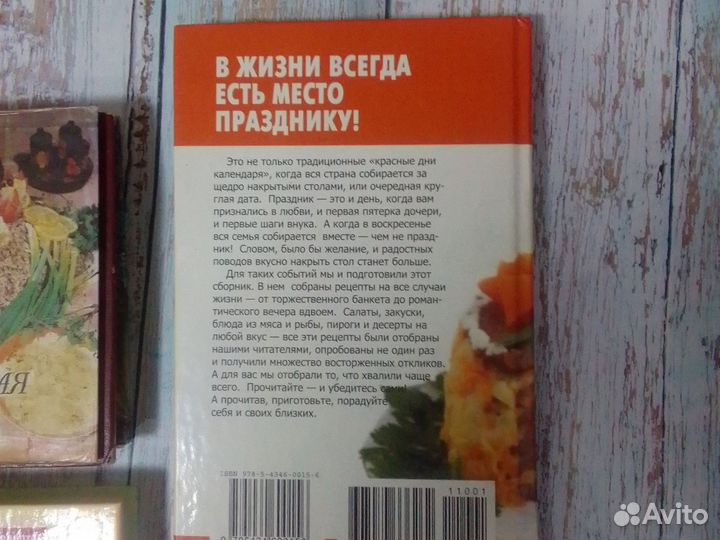 В ЖИЗНИ ВСЕГДА
ЕСТЬ МЕСТО
ПРАЗДНИКУ!
Это не только традиционные «красные дни
календаря», когда вся страна собирается за
щедро накрытыми столами, или очередная кру-
глая дата. Праздник — это и день, когда вам
признались в любви, и первая пятерка дочери,
и первые шаги внука. А когда в воскресенье
вся семья собирается вместе — чем не празд-
ник! Словом, было бы желание, и радостных
поводов вкусно накрыть стол станет больше.
Для таких событий мы и подготовили этот
сборник. В нем собраны рецепты на все случаи
жизни — от торжественного банкета до роман-
тического вечера вдвоем. Салаты, закуски,
блюда из мяса и рыбы, пироги и десерты на
любой вкус — все эти рецепты были отобраны
нашими читателями, опробованы не один раз
и получили множество восторженных откликов.
А для вас мы отобрали то, что хвалили чаще
всего. Прочитайте — и убедитесь сами!
А прочитав, приготовьте, порадуйте
себя и своих близких.
ISBN 978-5-4346-0015-6
11001
АЯ
Avito